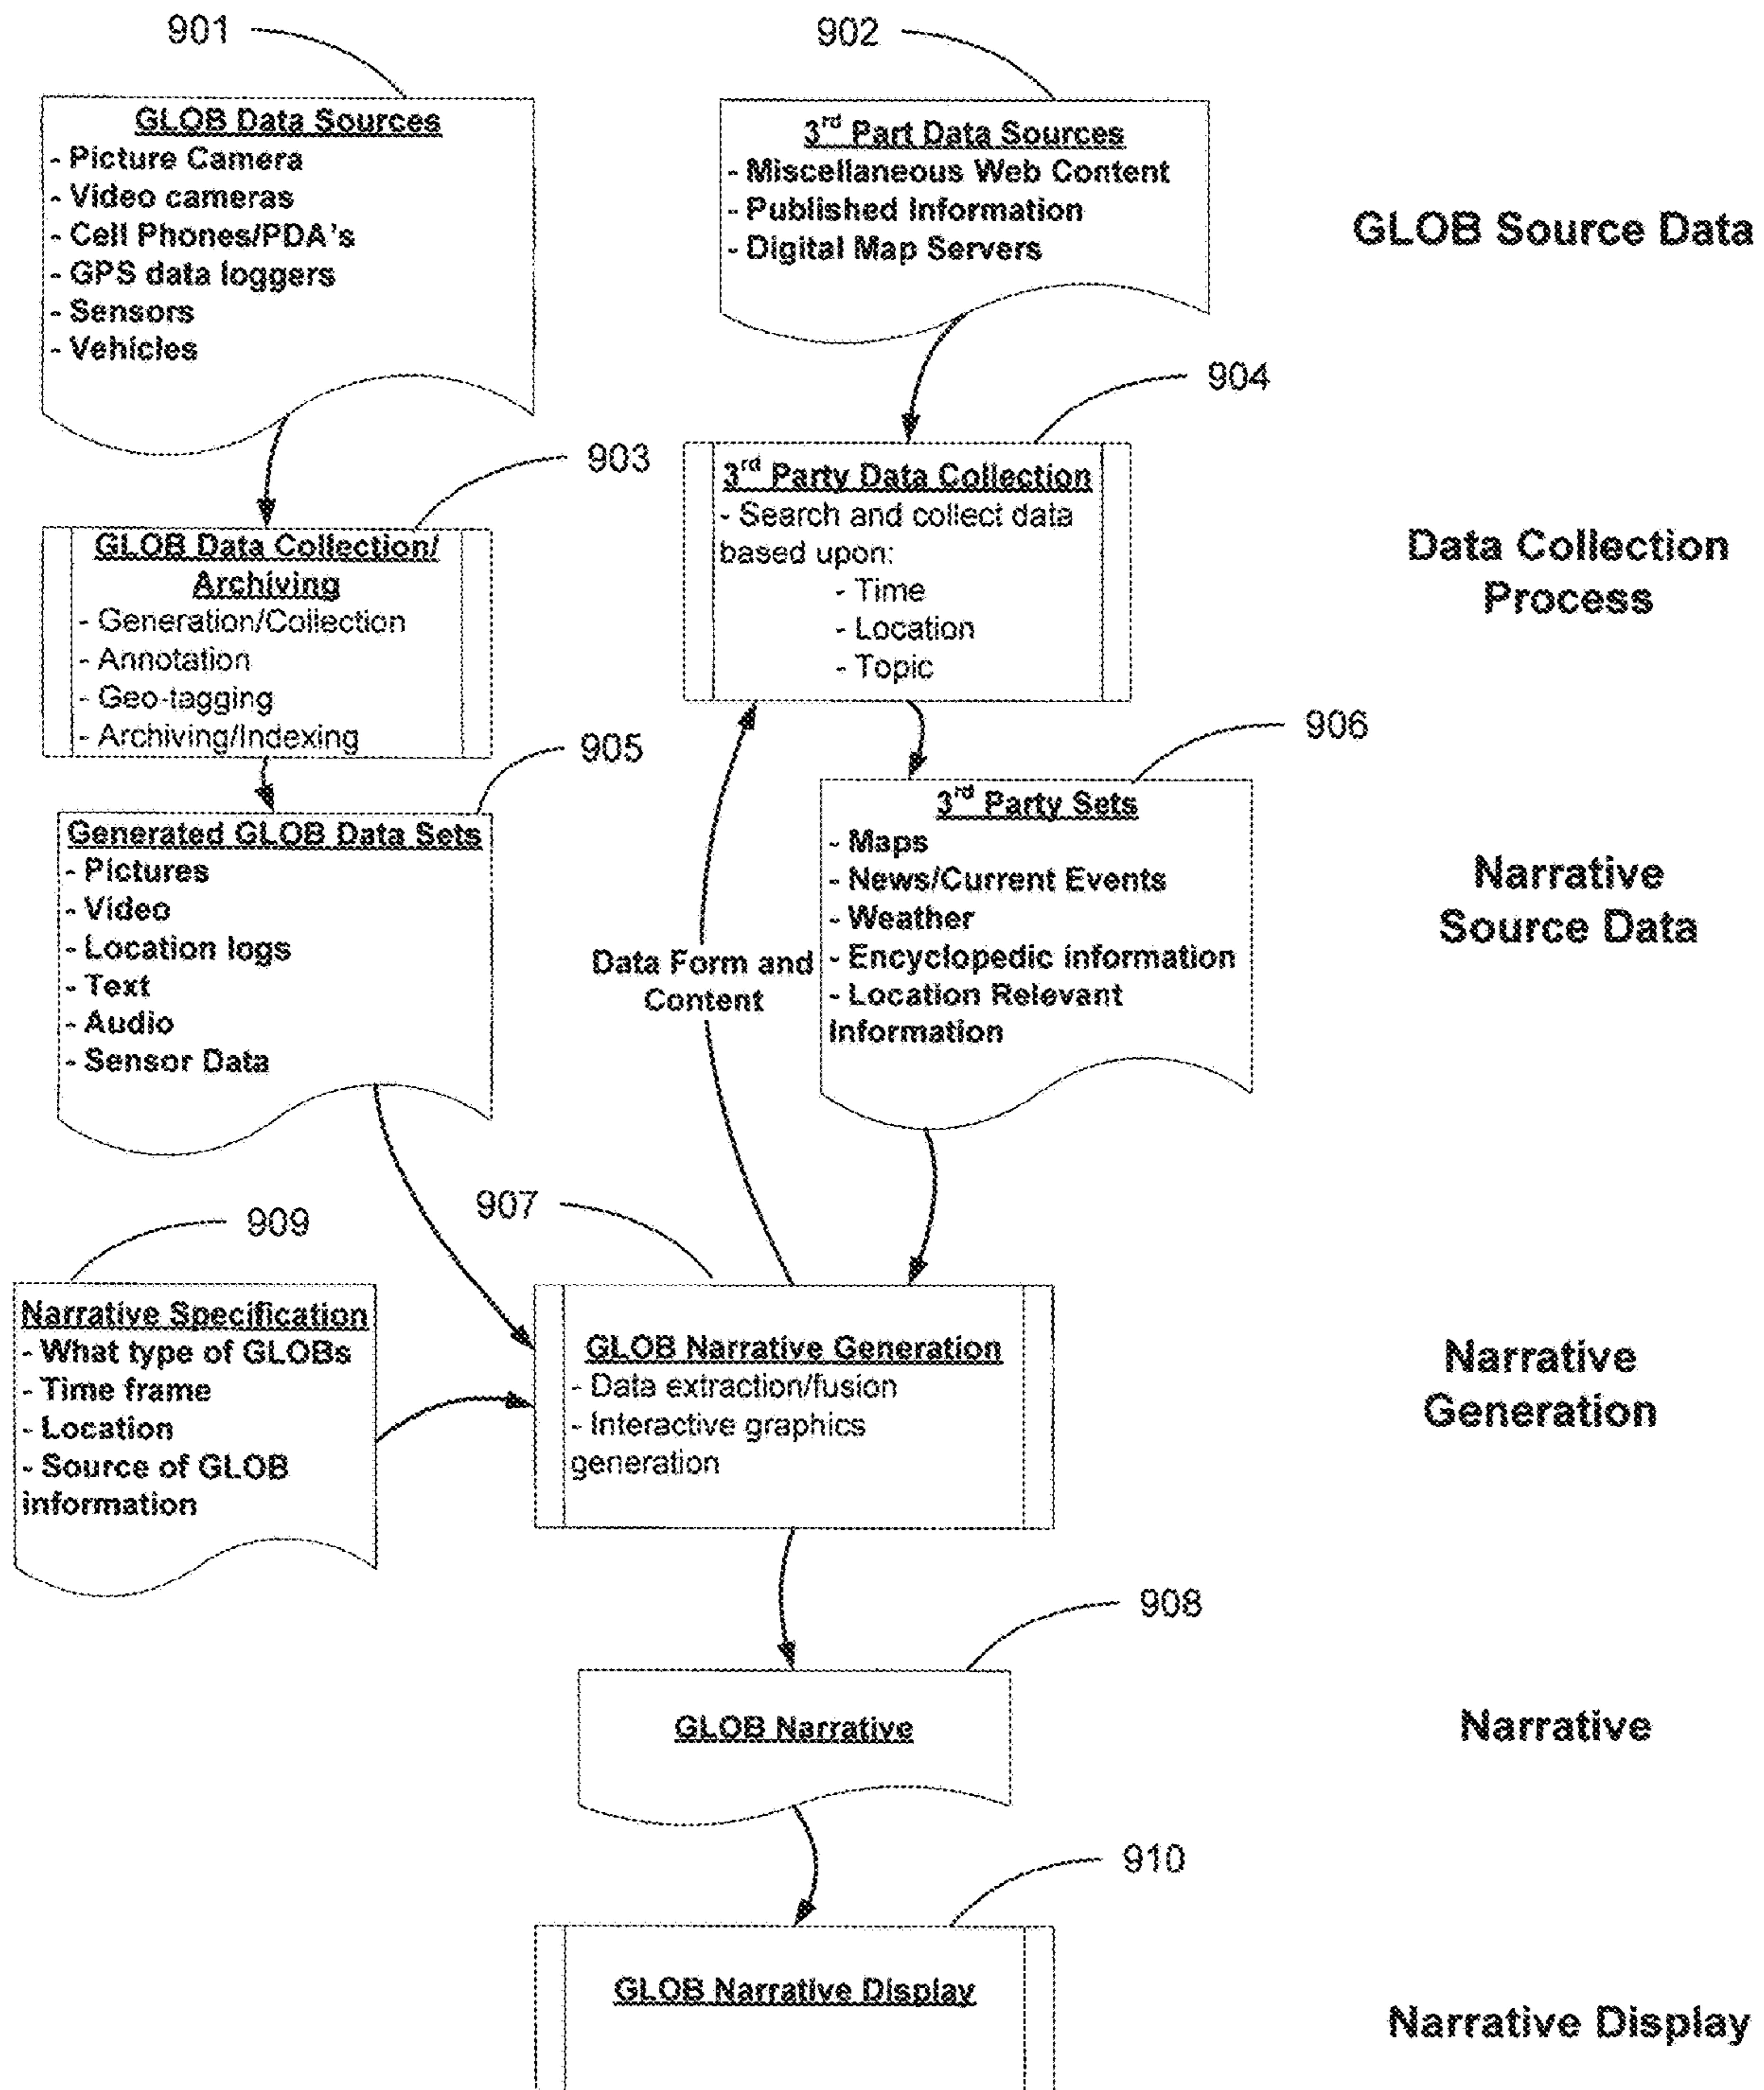 901
902
GLOB Data Sources
- Picture Camera
- Video cameras
- Cell Phones/PDA's
- GPS data loggers
- Sensors
- Vehicles
3rd Part Data Sources
- Miscellaneous Web Content
- Published Information
- Digital Map Servers
GLOB Source Data
903
904
GLOB Data Collection/
Archiving
- Generation/Collection
- Annotation
- Geo-tagging
- Archiving/Indexing
3rd Party Data Collection
- Search and collect data
based upon:
- Time
- Location
- Topic
Data Collection
Process
905
906
Generated GLOB Data Sets
- Pictures
- Video
- Location logs
- Text
- Audio
- Sensor Data
Data Form and
Content
3rd Party Sets
- Maps
- News/Current Events
- Weather
- Encyclopedic information
- Location Relevant
Information
Narrative
Source Data
909
907
Narrative Specification
- What type of GLOBs
- Time frame
- Location
- Source of GLOB
information
GLOB Narrative Generation
- Data extraction/fusion
- Interactive graphics
generation
Narrative
Generation
908
GLOB Narrative
Narrative
910
GLOB Narrative Display
Narrative Display